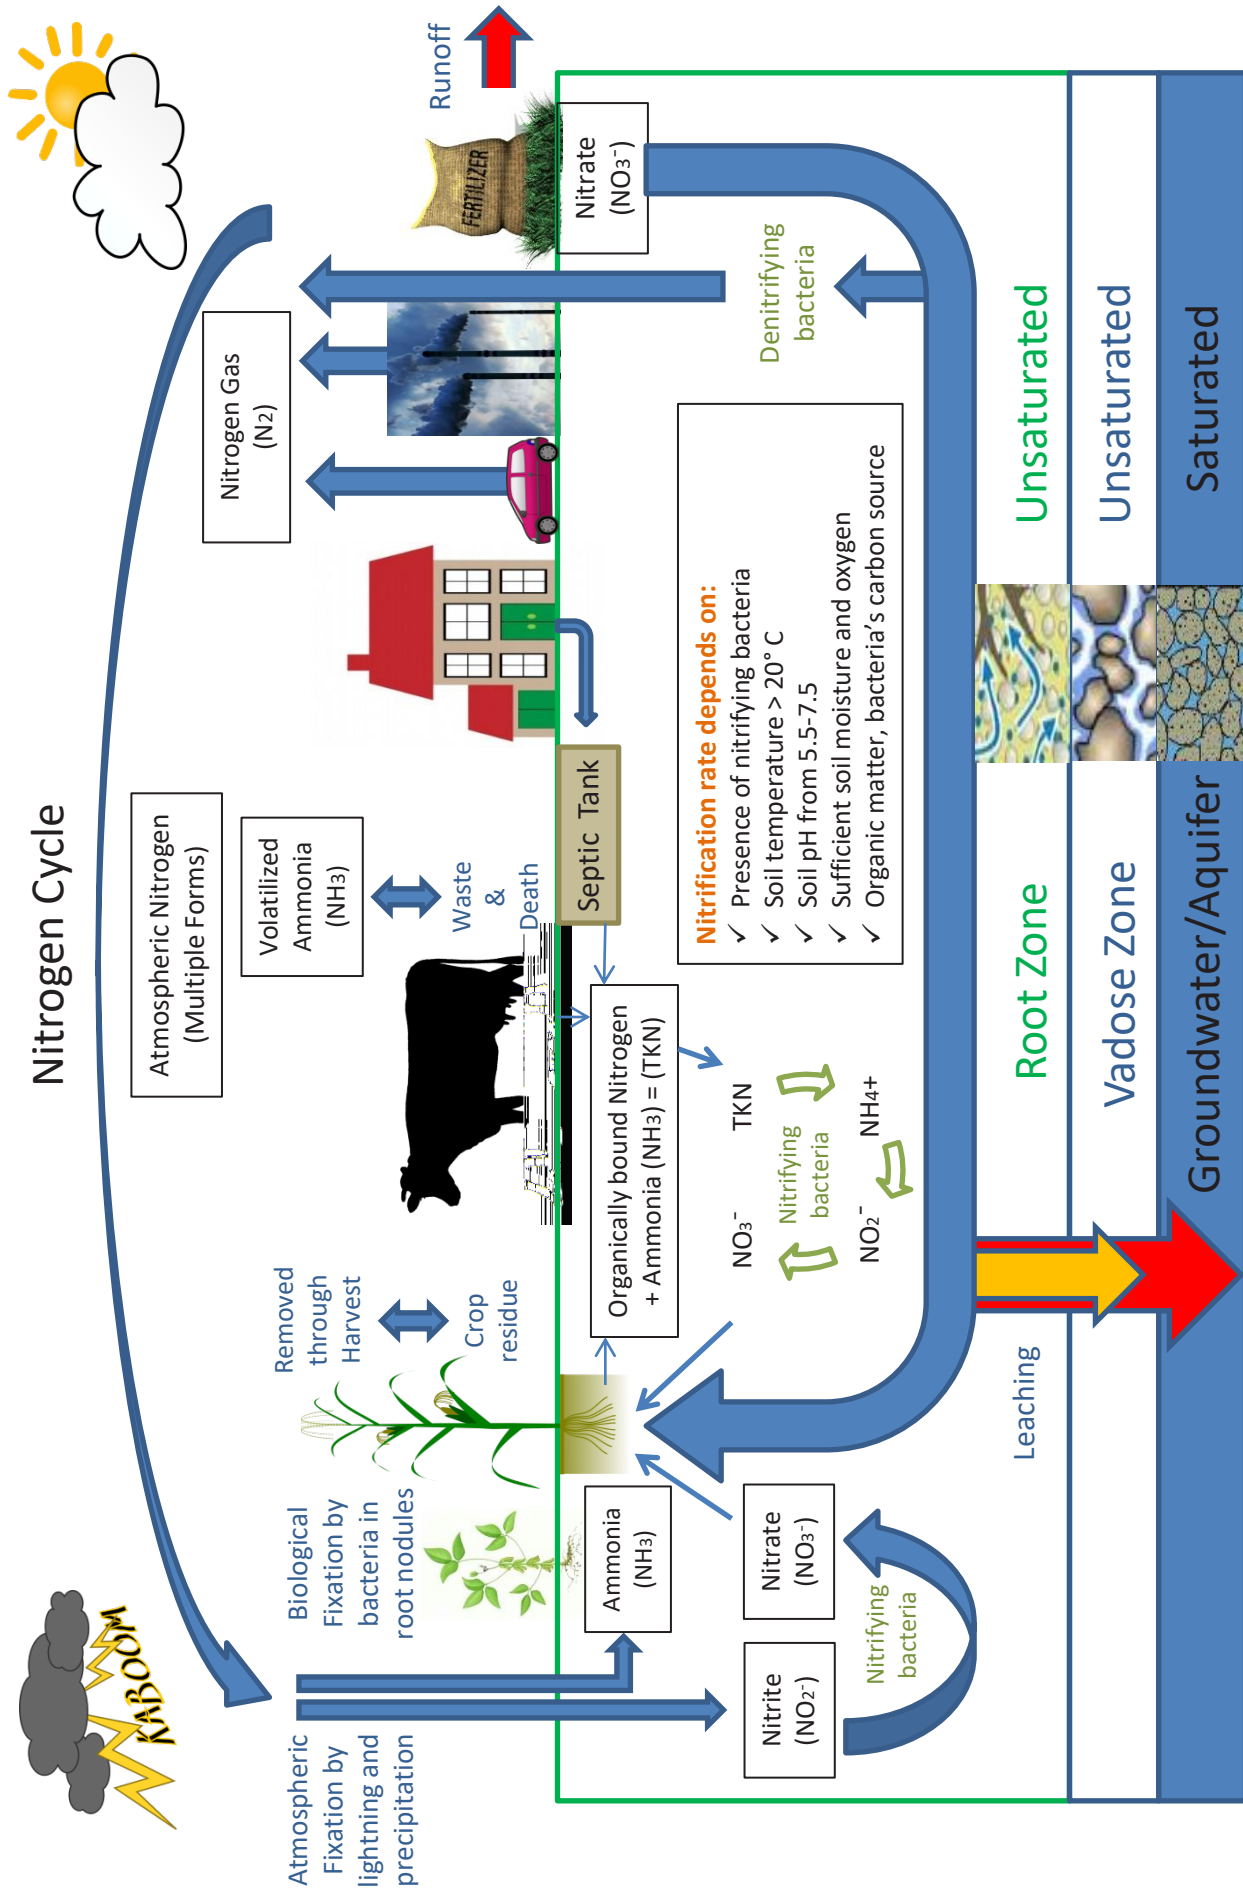 Nitrogen Cycle
KABOOM
Atmospheric Nitrogen
(Multiple Forms)
Nitrogen Gas
(N2)
Volatilized
Ammonia
(NH3)
Atmospheric
Fixation by
lightning and
precipitation
Biological
Fixation by
bacteria in
root nodules
Removed
through
Harvest
Crop
residue
Waste
&
Death
FERTILIZER
Runoff
Septic Tank
Ammonia
(NH3)
Organically bound Nitrogen
+ Ammonia (NH3) = (TKN)
Nitrate
(NO3-)
Nitrite
(NO2-)
Nitrate
(NO3-)
Nitrifying
bacteria
NO3-
TKN
Nitrifying
bacteria
NO2-
NH4+
Nitrification rate depends on:
✓ Presence of nitrifying bacteria
✓ Soil temperature > 20° C
✓ Soil pH from 5.5-7.5
✓ Sufficient soil moisture and oxygen
✓ Organic matter, bacteria's carbon source
Denitrifying
bacteria
Leaching
Root Zone
Unsaturated
Vadose Zone
Unsaturated
Groundwater/Aquifer
Saturated